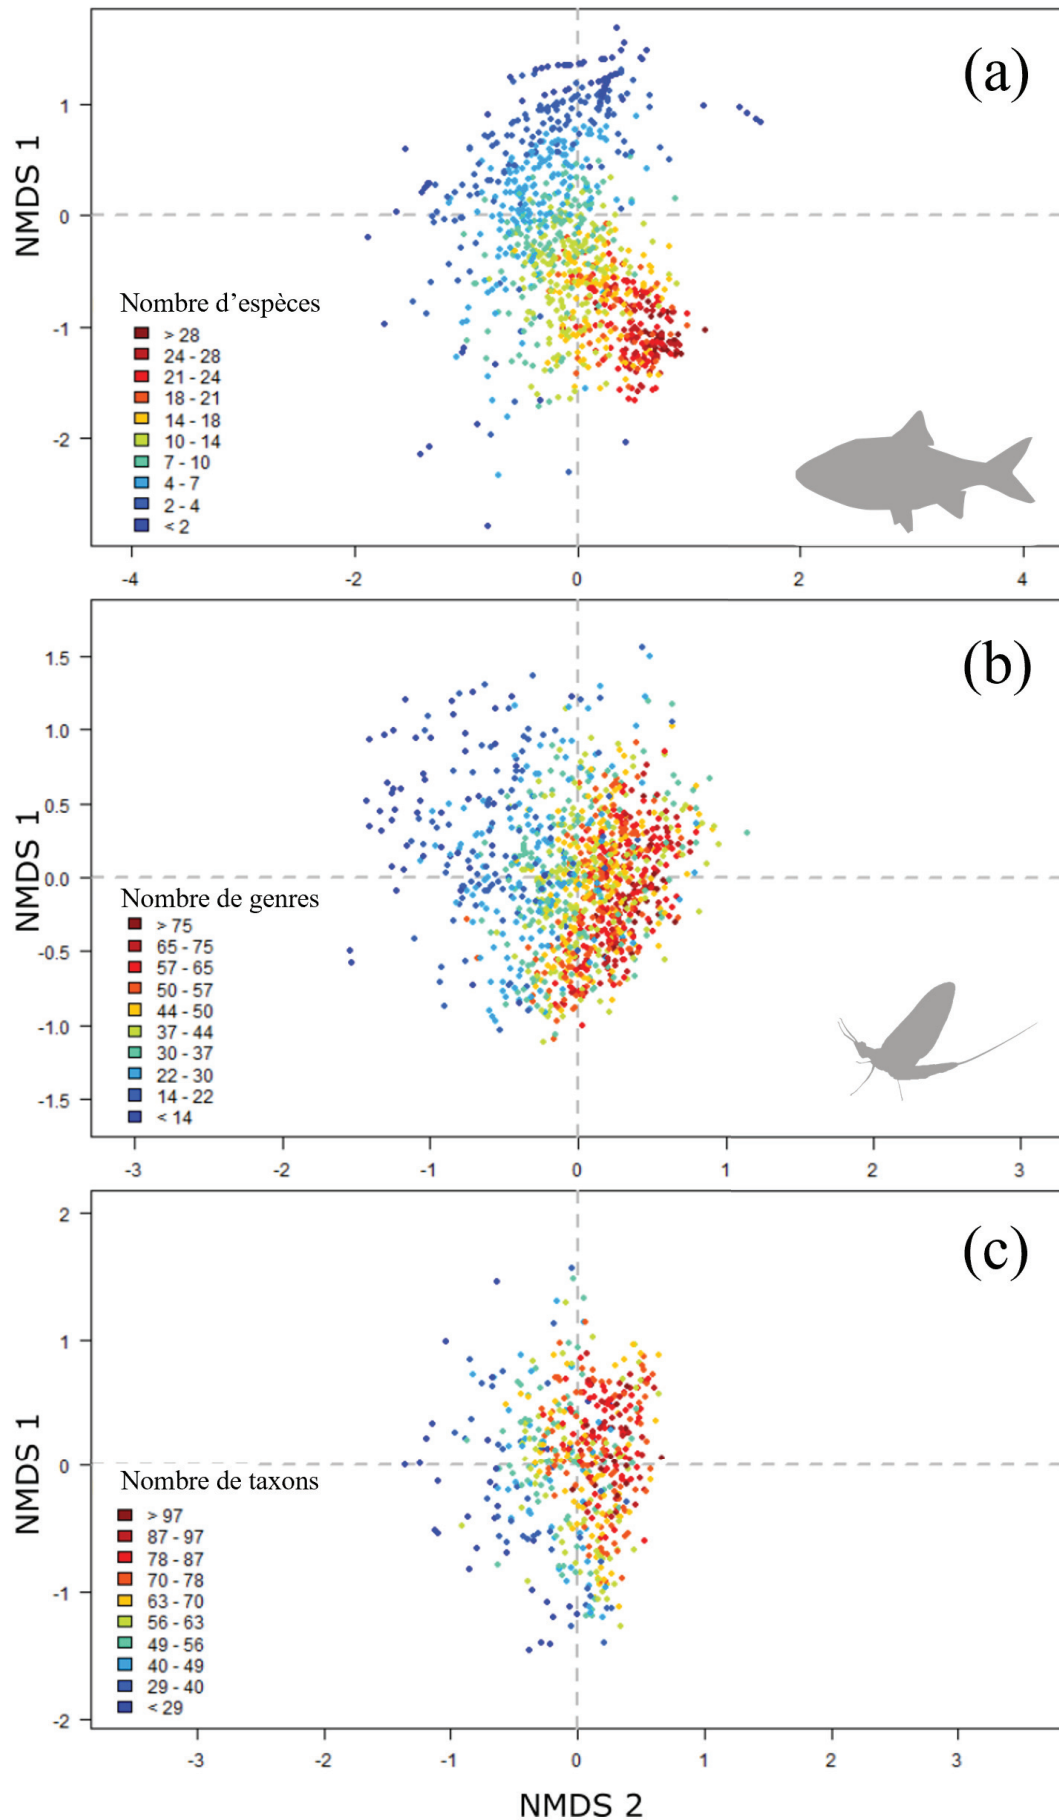 (a)
NMDS 1
1
0
-1
-2
Nombre d’espèces
> 28
24 - 28
21 - 24
18 - 21
14 - 18
10 - 14
7 - 10
4 - 7
2 - 4
< 2
-4 -2 0 2 4
(b)
NMDS 1
1.5
1.0
0.5
0.0
-0.5
-1.0
-1.5
Nombre de genres
> 75
65 - 75
57 - 65
50 - 57
44 - 50
37 - 44
30 - 37
22 - 30
14 - 22
< 14
-3 -2 -1 0 1 2 3
(c)
NMDS 1
2
1
0
-1
-2
Nombre de taxons
> 97
87 - 97
78 - 87
70 - 78
63 - 70
56 - 63
49 - 56
40 - 49
29 - 40
< 29
-3 -2 -1 0 1 2 3
NMDS 2